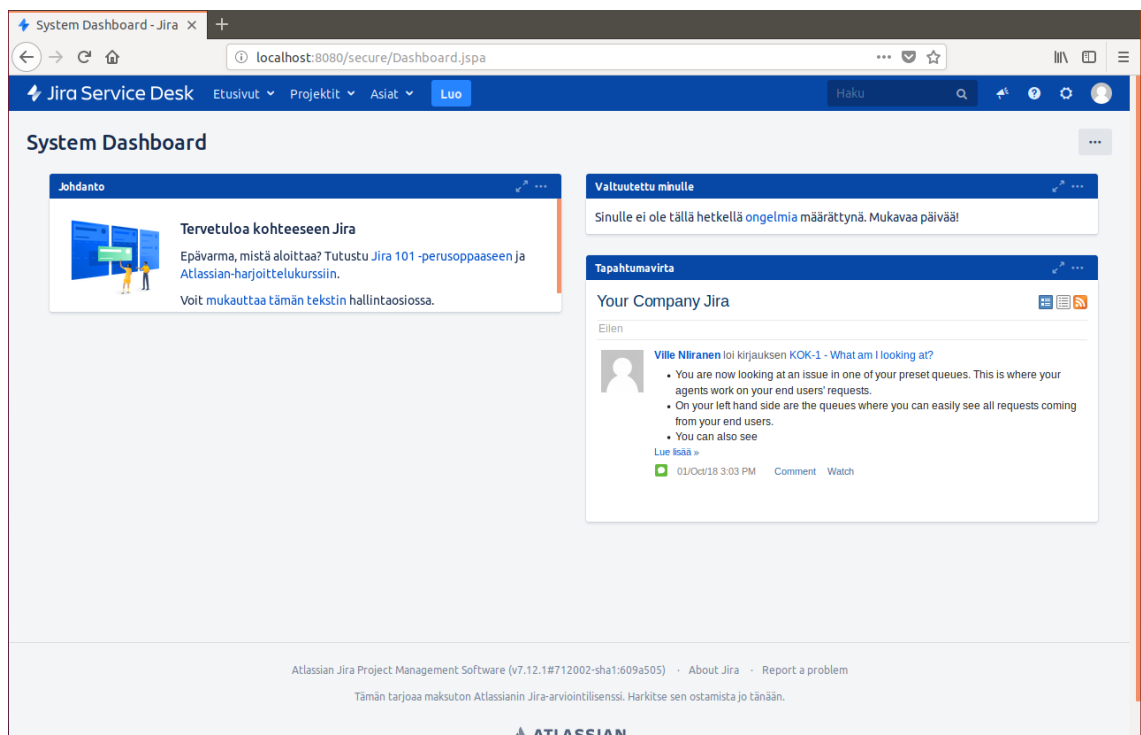 System Dashboard - Jira
localhost:8080/secure/Dashboard.jspa
Jira Service Desk Etusivut Projektit Asiat Luo Haku
System Dashboard
Johdanto
Tervetuloa kohteeseen Jira
Epävarma, mistä aloittaa? Tutustu Jira 101 -perusoppaaseen ja
Atlassian-harjoittelukurssiin.
Voit mukauttaa tämän tekstin hallintaosiossa.
Valtuutettu minulle
Sinulle ei ole tällä hetkellä ongelmia määrättynä. Mukavaa päivää!
Tapahtumavirta
Your Company Jira
Eilen
Ville NIiranen loi kirjauksen KOK-1 - What am I looking at?
• You are now looking at an issue in one of your preset queues. This is where your
agents work on your end users' requests.
• On your left hand side are the queues where you can easily see all requests coming
from your end users.
• You can also see
Lue lisää »
01/Oct/18 3:03 PM Comment Watch
Atlassian Jira Project Management Software (v7.12.1#712002-sha1:609a505) · About Jira · Report a problem
Tämän tarjoaa maksuton Atlassianin Jira-arviointilisenssi. Harkitse sen ostamista jo tänään.
ATLASSIAN